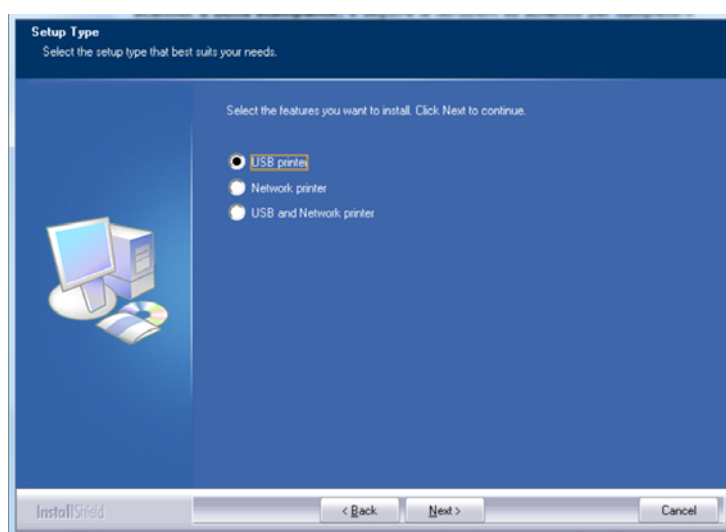 Setup Type
Select the setup type that best suits your needs.
Select the features you want to install. Click Next to continue.
USB printer
Network printer
USB and Network printer
InstallShield
< Back
Next >
Cancel